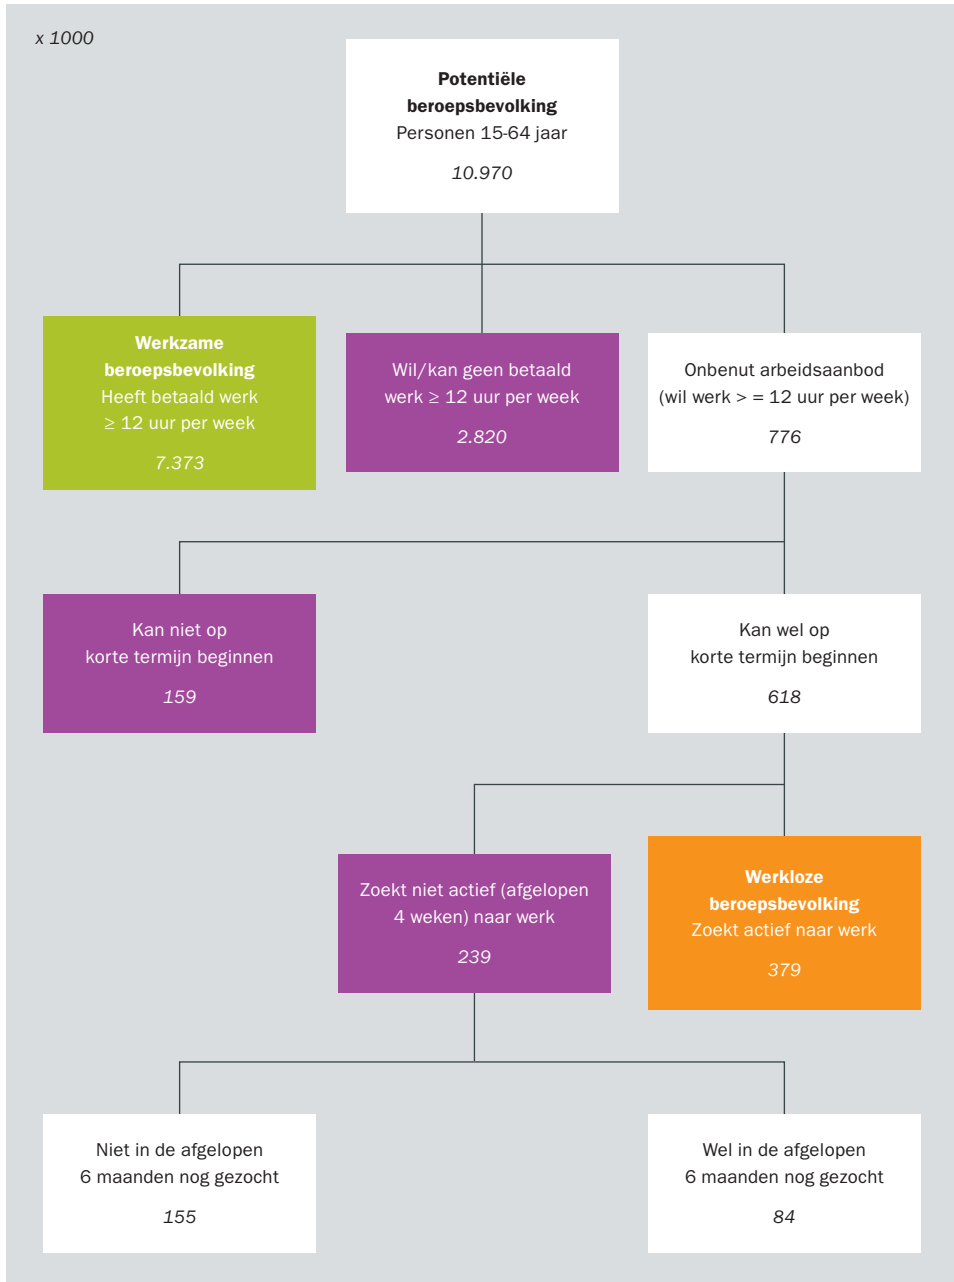 x 1000
Potentiële
beroepsbevolking
Personen 15-64 jaar
10.970
Werkzame
beroepsbevolking
Heeft betaald werk
≥ 12 uur per week
7.373
Wil/kan geen betaald
werk ≥ 12 uur per week
2.820
Onbenut arbeidsaanbod
(wil werk > = 12 uur per week)
776
Kan niet op
korte termijn beginnen
159
Kan wel op
korte termijn beginnen
618
Zoekt niet actief (afgelopen
4 weken) naar werk
239
Werkloze
beroepsbevolking
Zoekt actief naar werk
379
Niet in de afgelopen
6 maanden nog gezocht
155
Wel in de afgelopen
6 maanden nog gezocht
84